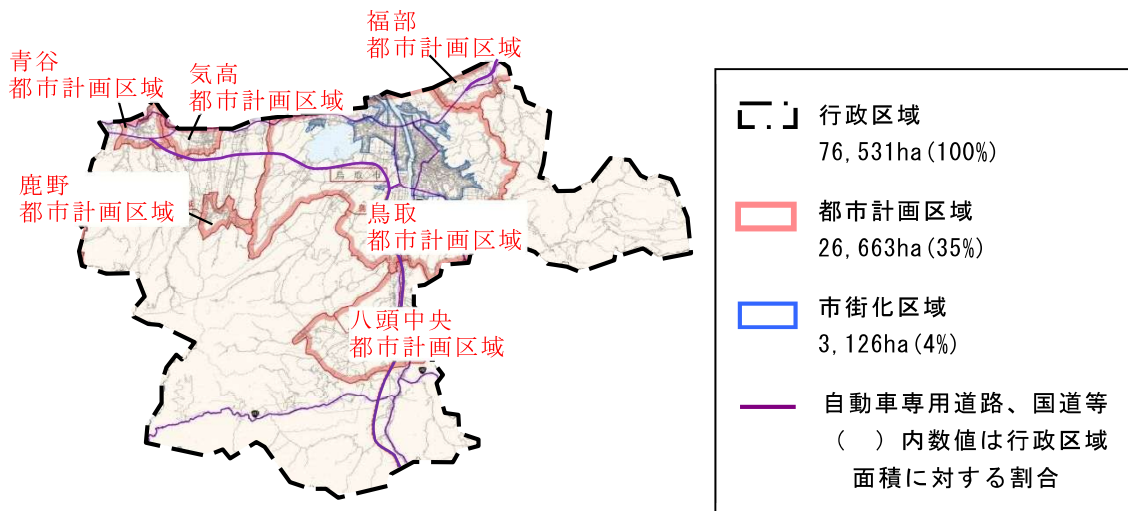 福部
都市計画区域
青谷
都市計画区域
気高
都市計画区域
鹿野
都市計画区域
鳥取市
鳥取
都市計画区域
八頭中央
都市計画区域
行政区域
76,531ha(100%)
都市計画区域
26,663ha(35%)
市街化区域
3,126ha(4%)
自動車専用道路、国道等
（　）内数値は行政区域
面積に対する割合